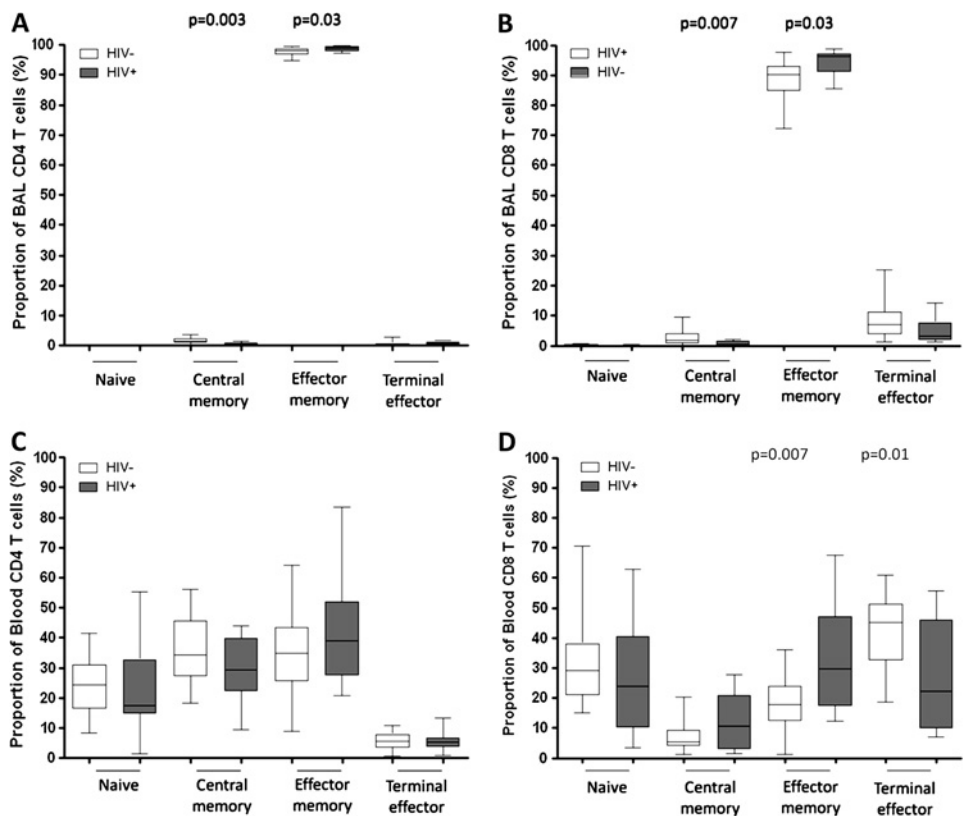 A
p=0.003 p=0.03
HIV-
HIV+
Proportion of BAL CD4 T cells (%)
100
90
80
70
60
50
40
30
20
10
0
Naive
Central memory
Effector memory
Terminal effector
B
p=0.007 p=0.03
HIV+
HIV-
Proportion of BAL CD8 T cells (%)
100
90
80
70
60
50
40
30
20
10
0
Naive
Central memory
Effector memory
Terminal effector
C
HIV-
HIV+
Proportion of Blood CD4 T cells (%)
100
90
80
70
60
50
40
30
20
10
0
Naive
Central memory
Effector memory
Terminal effector
D
p=0.007 p=0.01
HIV-
HIV+
Proportion of Blood CD8 T cells (%)
100
90
80
70
60
50
40
30
20
10
0
Naive
Central memory
Effector memory
Terminal effector